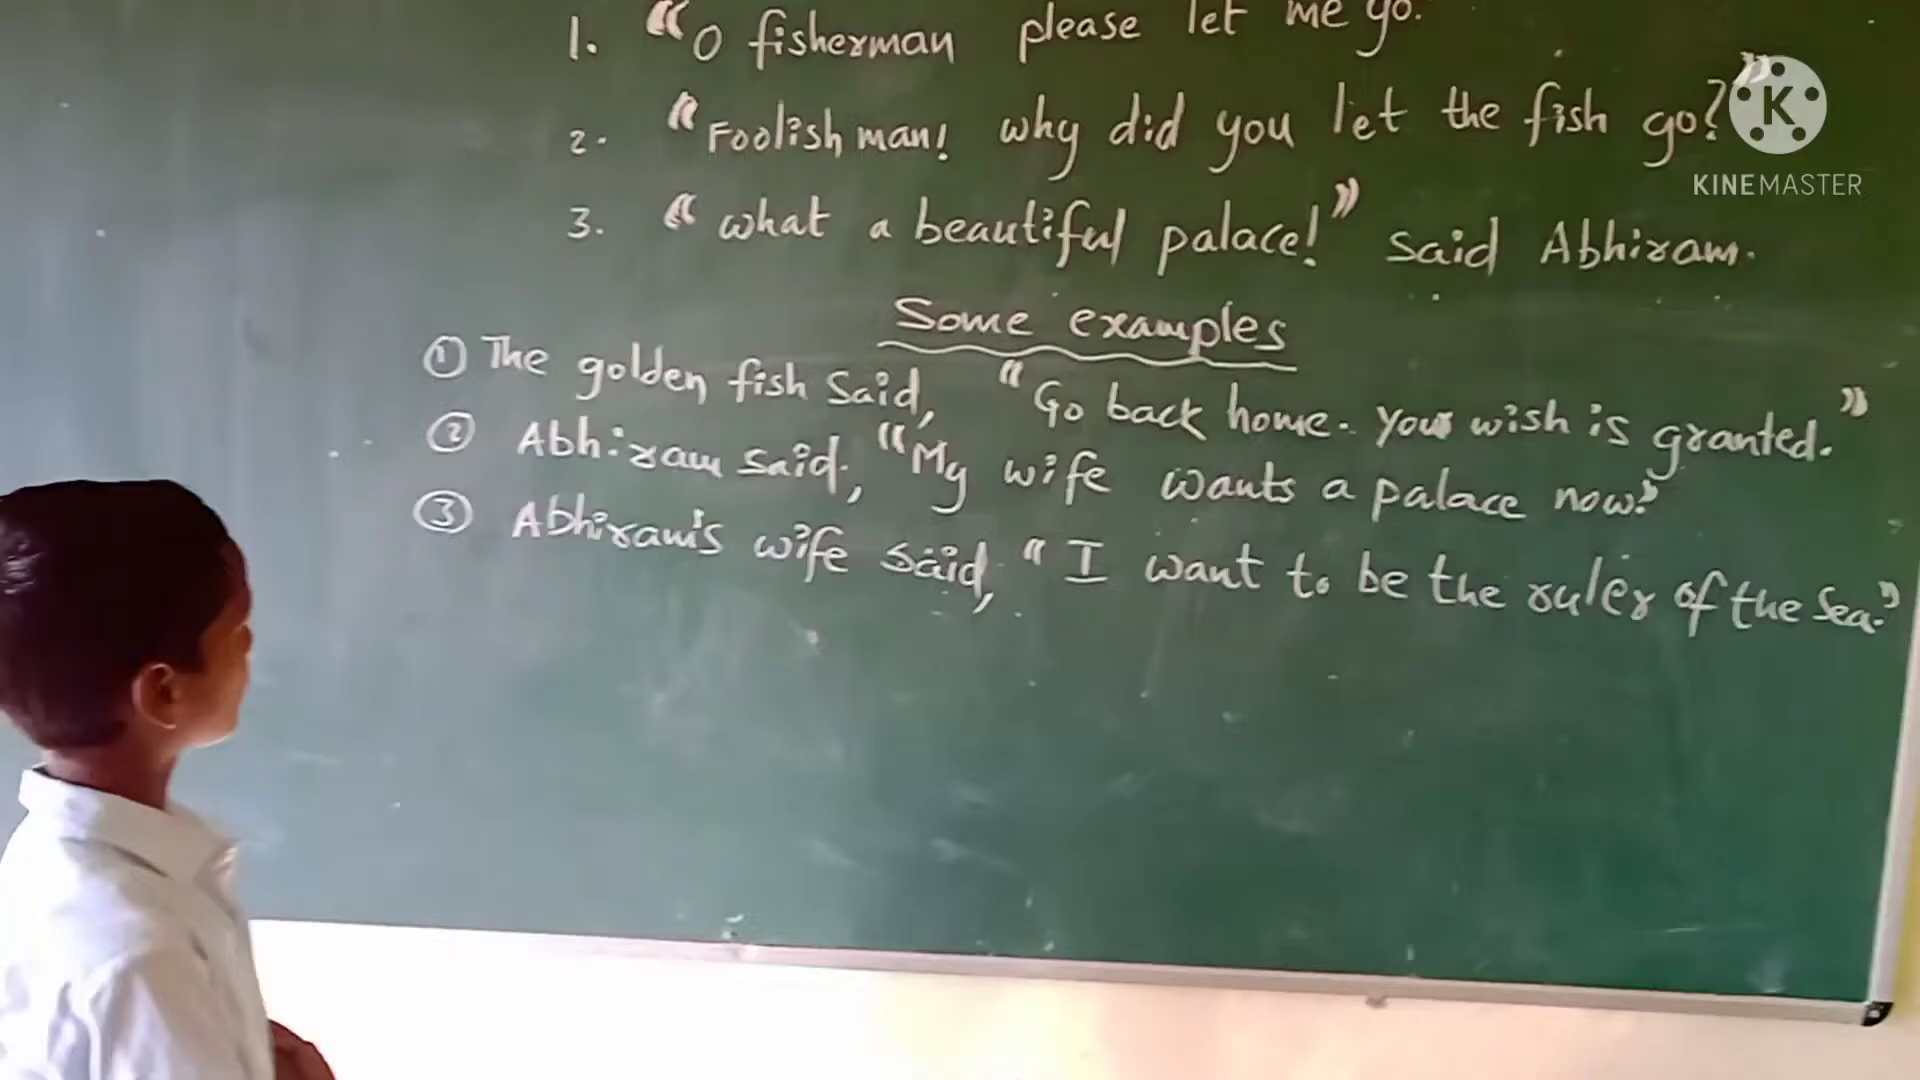 1. "O fisherman please let me go.
2. "Foolish man! why did you let the fish go?"
3. "what a beautiful palace!" said Abhiram.
Some examples
① The golden fish said, "Go back home. Your wish is granted."
② Abhiram said, "My wife wants a palace now."
③ Abhiram's wife said, "I want to be the ruler of the sea."
K
KINEMASTER